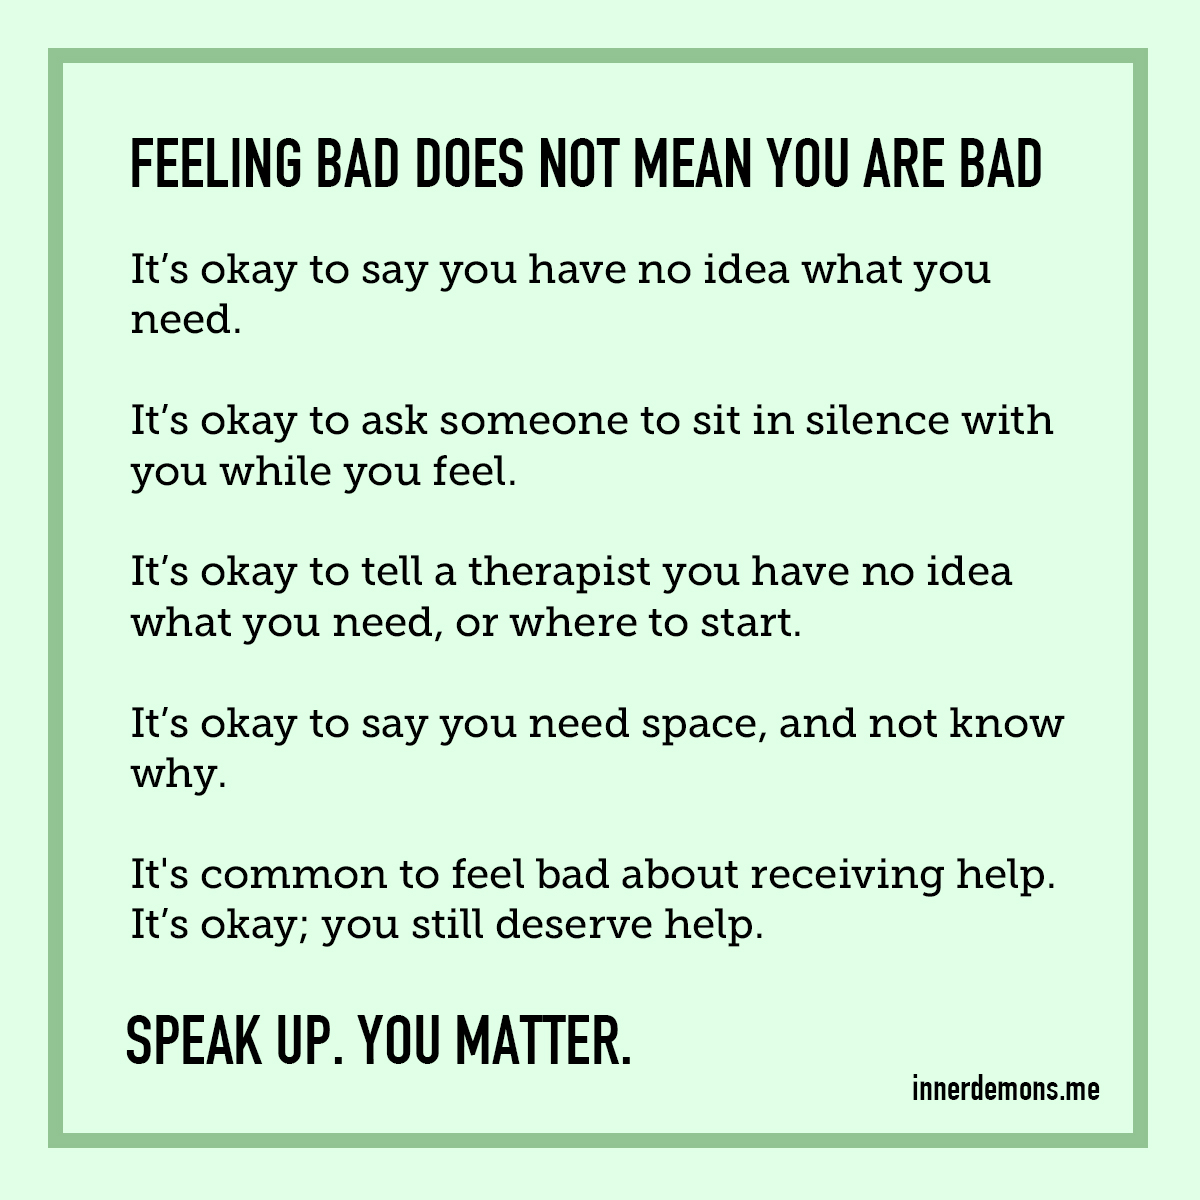 FEELING BAD DOES NOT MEAN YOU ARE BAD
It’s okay to say you have no idea what you
need.
It’s okay to ask someone to sit in silence with
you while you feel.
It’s okay to tell a therapist you have no idea
what you need, or where to start.
It’s okay to say you need space, and not know
why.
It's common to feel bad about receiving help.
It’s okay; you still deserve help.
SPEAK UP. YOU MATTER.
innerdemons.me